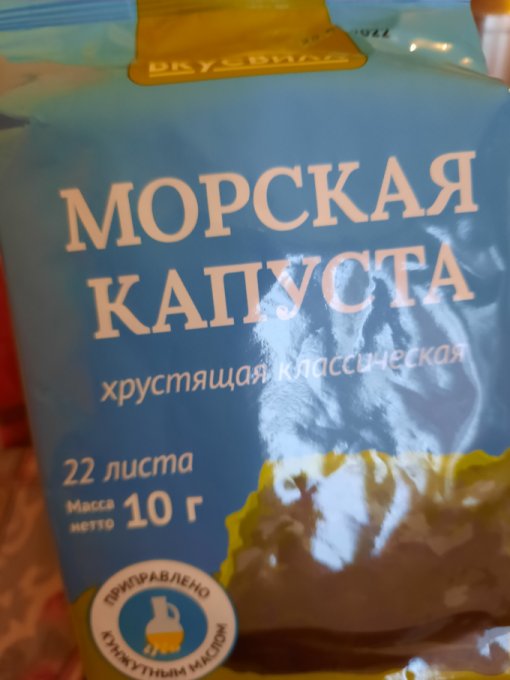 ВКУСВИЛЛ
МОРСКАЯ
КАПУСТА
хрустящая классическая
22 листа
Масса
нетто 10 г
ПРИПРАВЛЕНО
КУНЖУТНЫМ МАСЛОМ